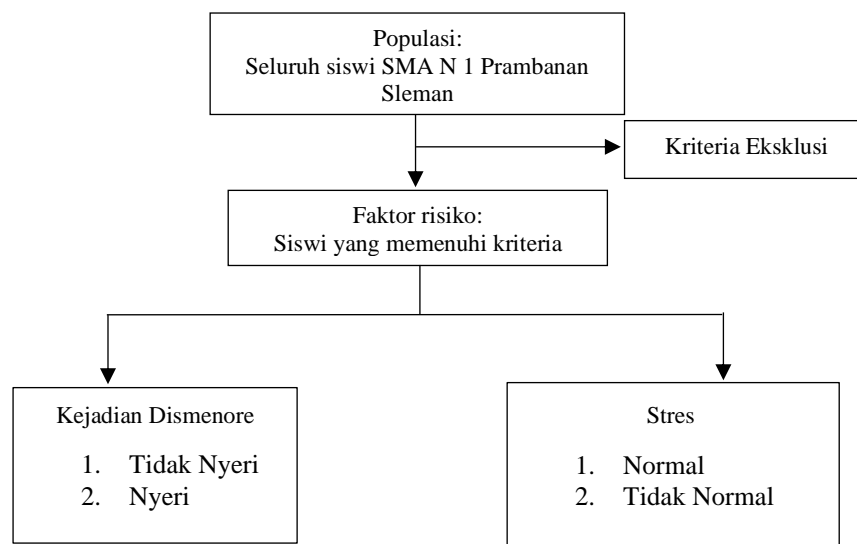 Populasi:
Seluruh siswi SMA N 1 Prambanan
Sleman
Kriteria Eksklusi
Faktor risiko:
Siswi yang memenuhi kriteria
Kejadian Dismenore
1. Tidak Nyeri
2. Nyeri
Stres
1. Normal
2. Tidak Normal